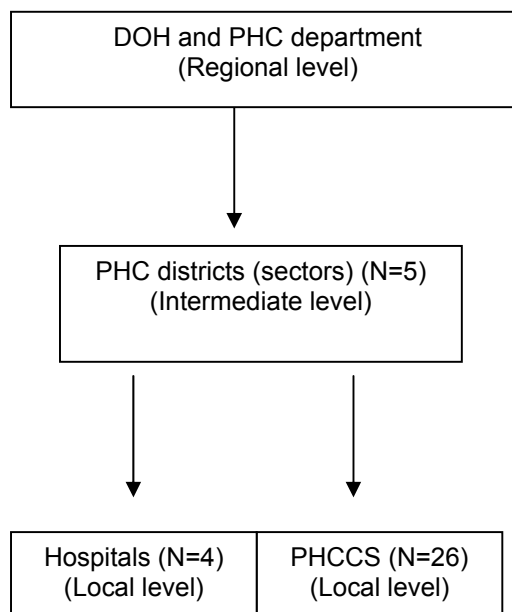 DOH and PHC department
(Regional level)
PHC districts (sectors) (N=5)
(Intermediate level)
Hospitals (N=4)
(Local level)
PHCCS (N=26)
(Local level)